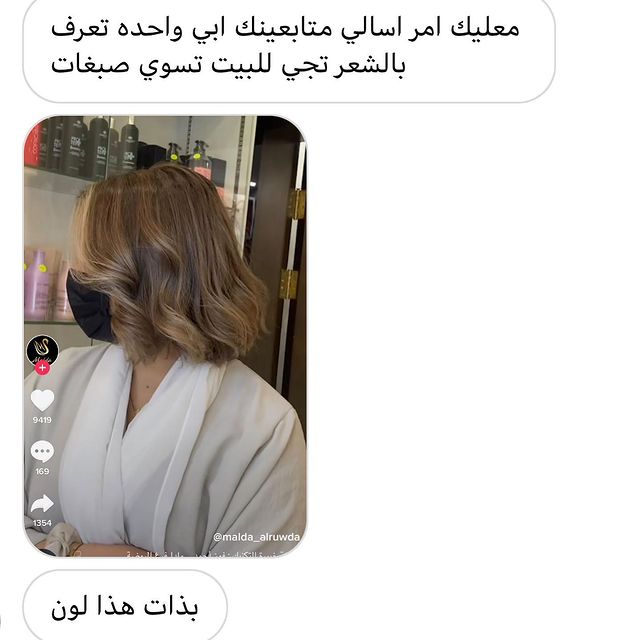 معليك امر اسالي متابعينك ابي واحده تعرف
بالشعر تجي للبيت تسوي صبغات
9419
169
1354
@malda_alruwda
بذات هذا لون